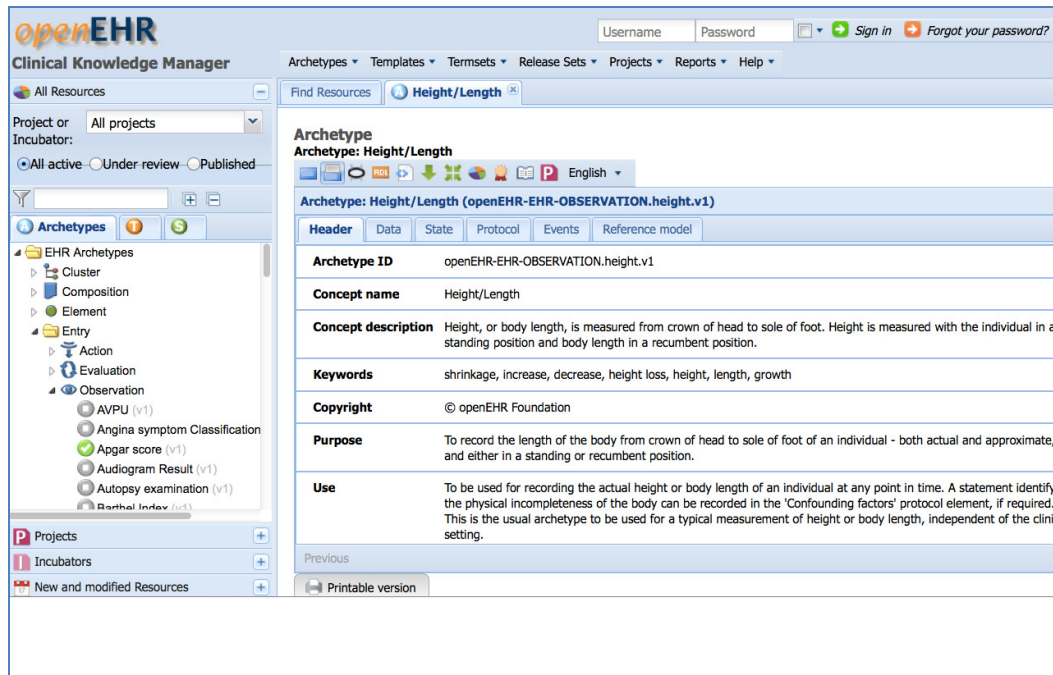 openEHR
Username Password Sign in Forgot your password?
Clinical Knowledge Manager
Archetypes Templates Termsets Release Sets Projects Reports Help
All Resources
Find Resources Height/Length
Project or Incubator: All projects
All active Under review Published
Archetype
Archetype: Height/Length
ADL P English
Archetype: Height/Length (openEHR-EHR-OBSERVATION.height.v1)
A Archetypes T S
Header Data State Protocol Events Reference model
EHR Archetypes
Cluster
Composition
Element
Entry
Action
Evaluation
Observation
AVPU (v1)
Angina symptom Classification
Apgar score (v1)
Audiogram Result (v1)
Autopsy examination (v1)
Barthel Index (v1)
Archetype ID openEHR-EHR-OBSERVATION.height.v1
Concept name Height/Length
Concept description Height, or body length, is measured from crown of head to sole of foot. Height is measured with the individual in a
standing position and body length in a recumbent position.
Keywords shrinkage, increase, decrease, height loss, height, length, growth
Copyright © openEHR Foundation
Purpose To record the length of the body from crown of head to sole of foot of an individual - both actual and approximate,
and either in a standing or recumbent position.
Use To be used for recording the actual height or body length of an individual at any point in time. A statement identify
the physical incompleteness of the body can be recorded in the 'Confounding factors' protocol element, if required.
This is the usual archetype to be used for a typical measurement of height or body length, independent of the clini
setting.
P Projects
I Incubators
New and modified Resources
Previous
Printable version